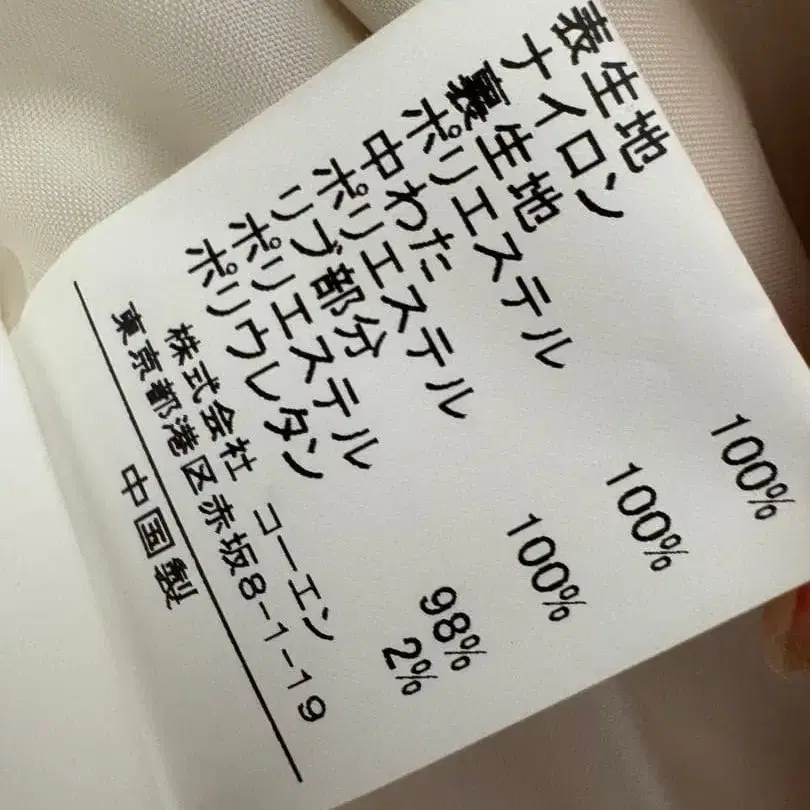 表生地
ナイロン 100%
裏生地
ポリエステル 100%
中わた
ポリエステル 100%
リブ部分
ポリエステル 98%
ポリウレタン 2%
株式会社 コーエン
東京都港区赤坂8-1-19
中国製